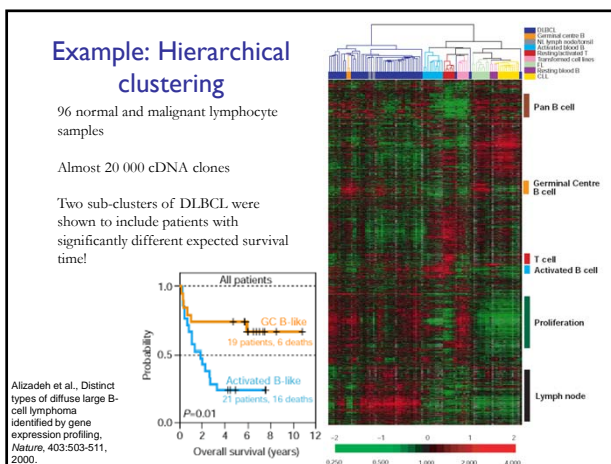 Example: Hierarchical
clustering
96 normal and malignant lymphocyte
samples
Almost 20 000 cDNA clones
Two sub-clusters of DLBCL were
shown to include patients with
significantly different expected survival
time!
All patients
1.0
0.5
0.0
Probability
GC B-like
19 patients, 6 deaths
Activated B-like
21 patients, 16 deaths
P=0.01
0 2 4 6 8 10 12
Overall survival (years)
Alizadeh et al., Distinct
types of diffuse large B-
cell lymphoma
identified by gene
expression profiling,
Nature, 403:503-511,
2000.
DLBCL
Germinal centre B
NL lymph node/tonsil
Activated blood B
Resting/activated T
Transformed cell lines
FL
Resting blood B
CLL
Pan B cell
Germinal Centre
B cell
T cell
Activated B cell
Proliferation
Lymph node
-2 -1 0 1 2
0.250 0.500 1.000 2.000 4.000